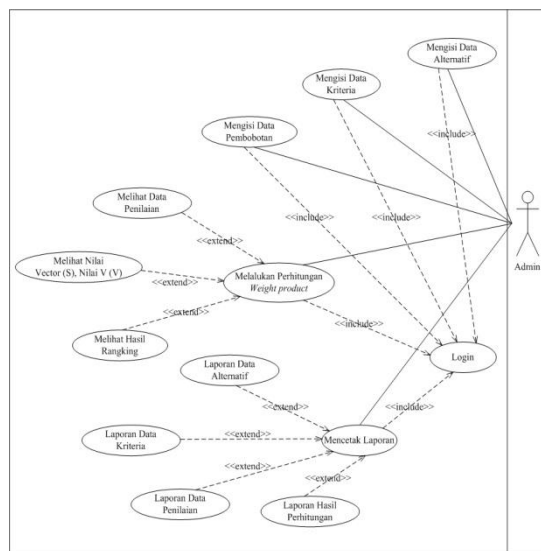 Mengisi Data
Alternatif
Mengisi Data
Kriteria
<<include>>
Mengisi Data
Pembobotan
<<include>>
<<include>>
Melihat Data
Penilaian
<<extend>>
Admin
Melihat Nilai
Vector (S), Nilai V (V)
<<extend>>
Melalukan Perhitungan
Weight product
<<extend>>
<<include>>
Melihat Hasil
Rangking
Login
Laporan Data
Alternatif
<<extend>>
<<include>>
Laporan Data
Kriteria
<<extend>>
Mencetak Laporan
<<extend>>
<<extend>>
Laporan Data
Penilaian
Laporan Hasil
Perhitungan